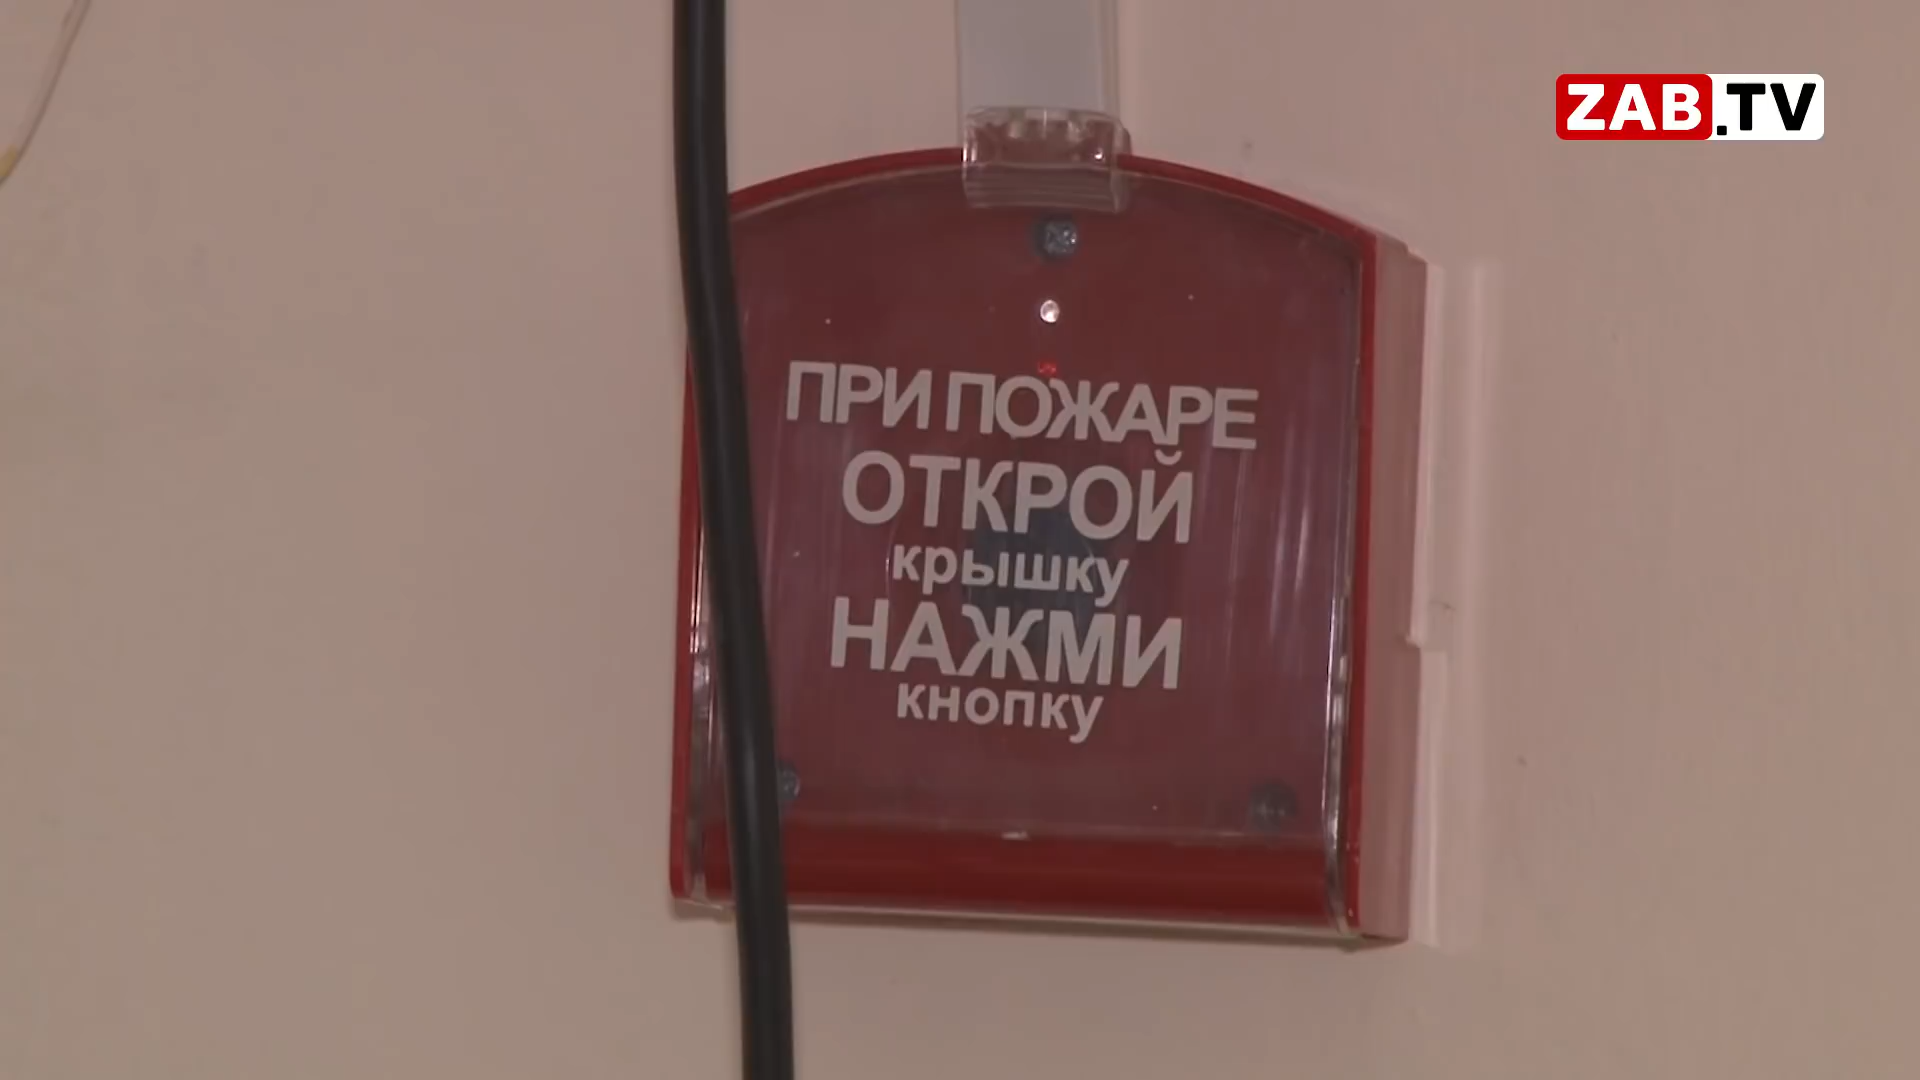 ZAB.TV
ПРИ ПОЖАРЕ
ОТКРОЙ
крышку
НАЖМИ
кнопку